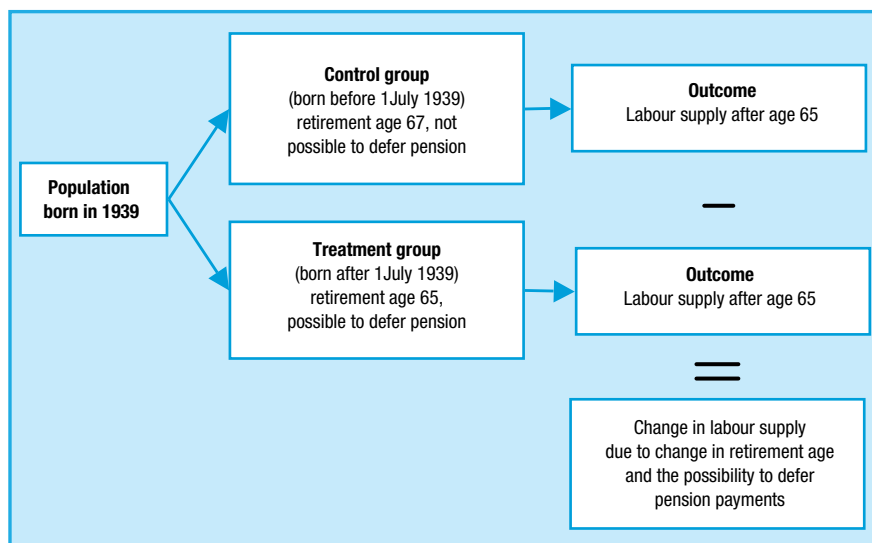 Population
born in 1939
Control group
(born before 1July 1939)
retirement age 67, not
possible to defer pension
Outcome
Labour supply after age 65
–
Treatment group
(born after 1July 1939)
retirement age 65,
possible to defer pension
Outcome
Labour supply after age 65
=
Change in labour supply
due to change in retirement age
and the possibility to defer
pension payments